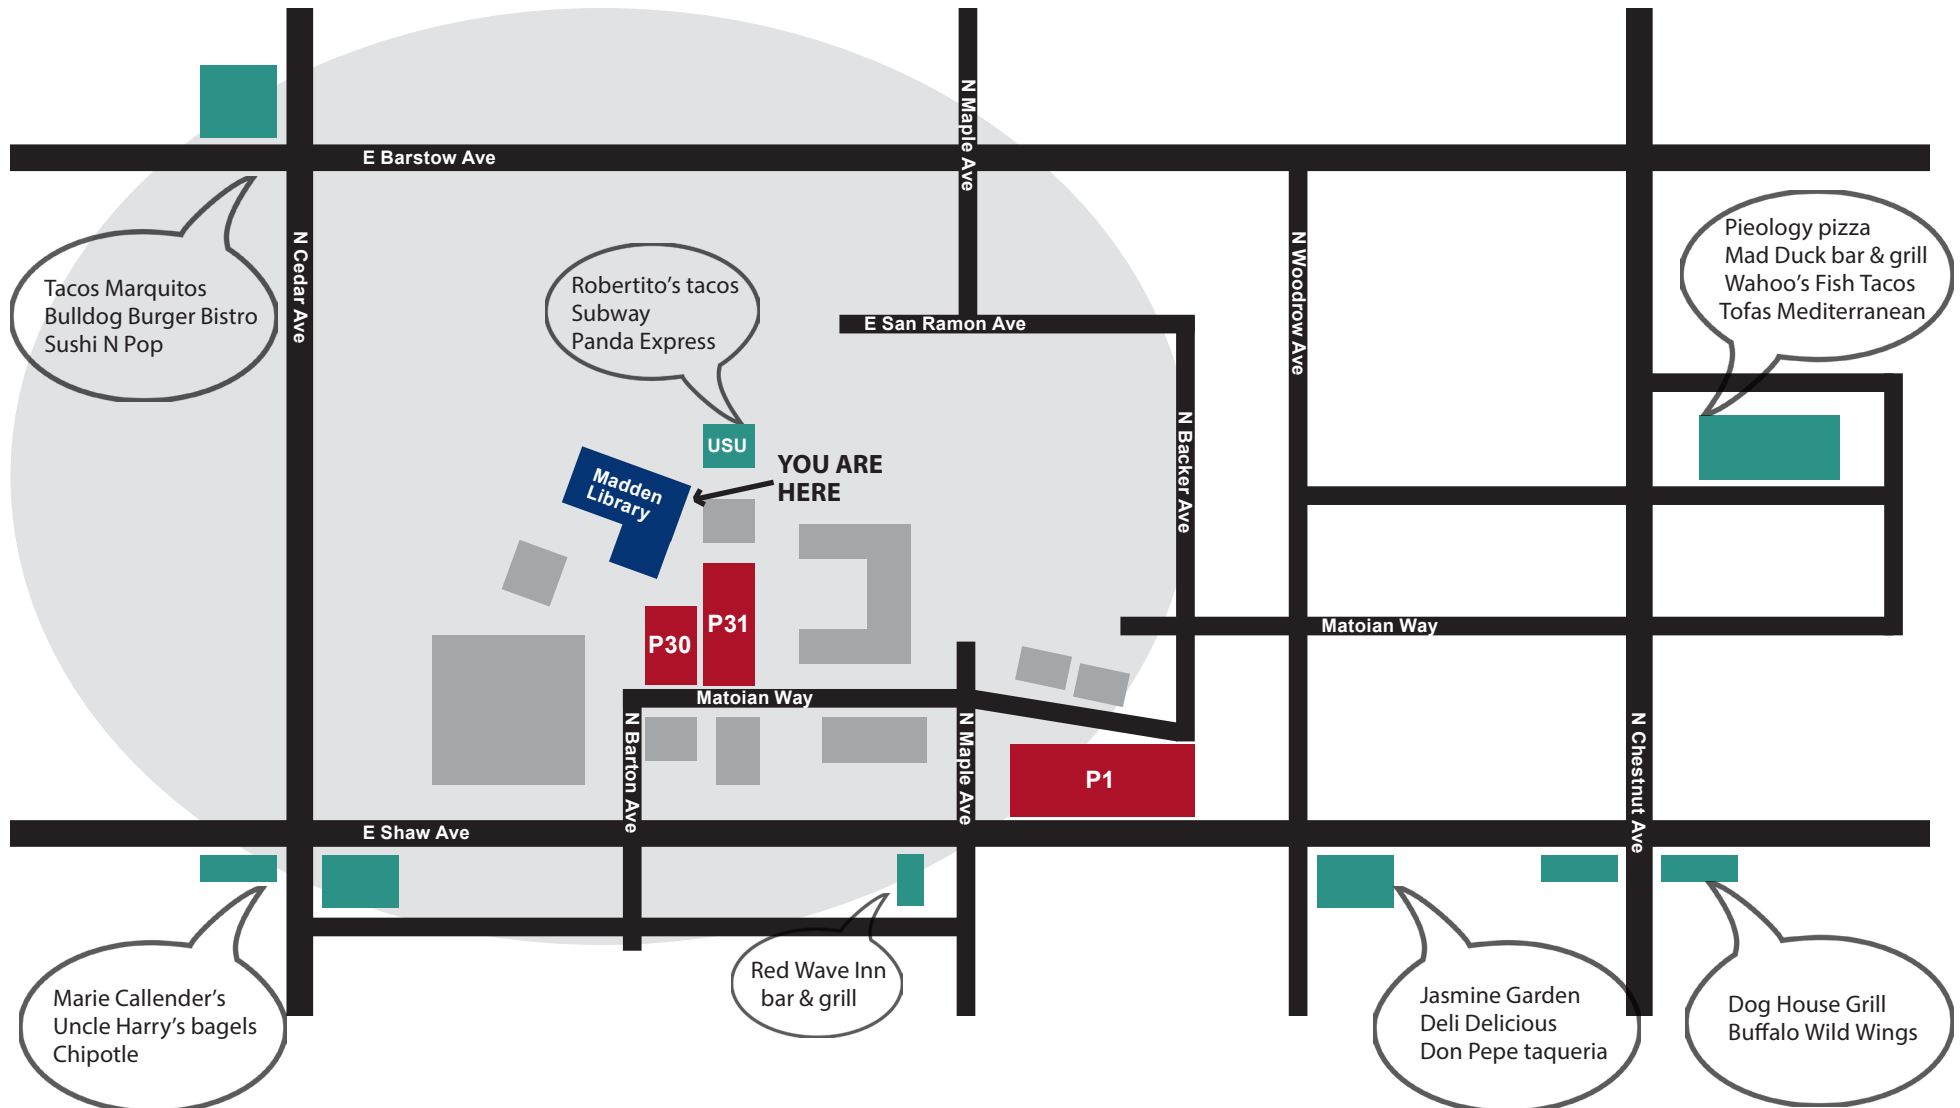 E Barstow Ave
N Maple Ave
N Cedar Ave
Tacos Marquitos
Bulldog Burger Bistro
Sushi N Pop
Robertito's tacos
Subway
Panda Express
E San Ramon Ave
N Woodrow Ave
Pieology pizza
Mad Duck bar & grill
Wahoo's Fish Tacos
Tofas Mediterranean
USU
YOU ARE
HERE
Madden
Library
N Backer Ave
P31
P30
Matoian Way
Matoian Way
N Barton Ave
N Maple Ave
P1
N Chestnut Ave
E Shaw Ave
Marie Callender's
Uncle Harry's bagels
Chipotle
Red Wave Inn
bar & grill
Jasmine Garden
Deli Delicious
Don Pepe taqueria
Dog House Grill
Buffalo Wild Wings